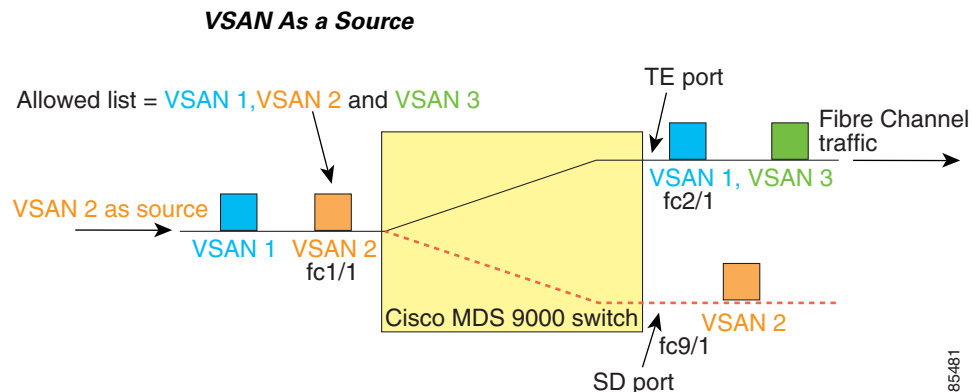 VSAN As a Source
TE port
Allowed list = VSAN 1,VSAN 2 and VSAN 3
Fibre Channel
traffic
VSAN 1, VSAN 3
fc2/1
VSAN 2 as source
VSAN 1
VSAN 2
fc1/1
Cisco MDS 9000 switch
VSAN 2
fc9/1
SD port
85481